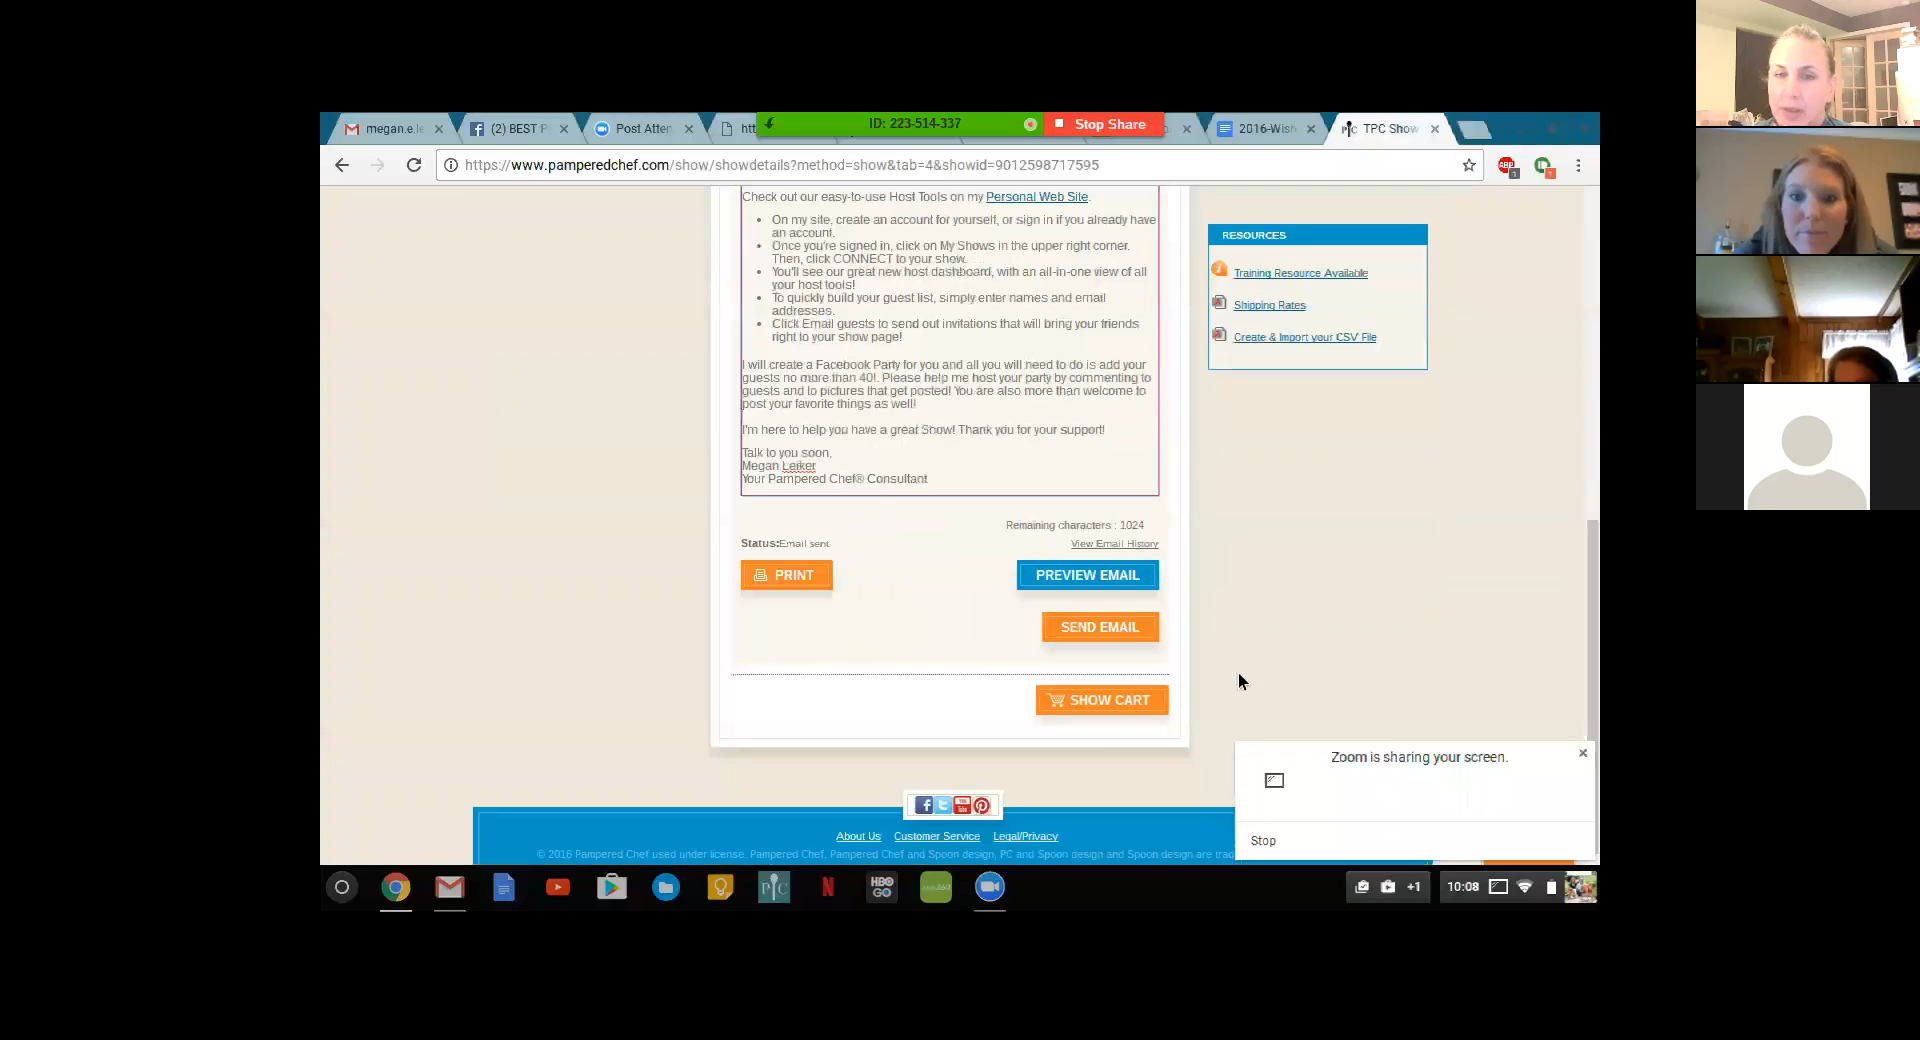 megan.e.le
(2) BEST P
Post Atten
htt
ID: 223-514-337
Stop Share
2016-Wish
TPC Show
https://www.pamperedchef.com/show/showdetails?method=show&tab=4&showid=9012598717595
Check out our easy-to-use Host Tools on my Personal Web Site.
On my site, create an account for yourself, or sign in if you already have
an account.
Once you're signed in, click on My Shows in the upper right corner.
Then, click CONNECT to your show.
You'll see our great new host dashboard, with an all-in-one view of all
your host tools!
To quickly build your guest list, simply enter names and email
addresses.
Click Email guests to send out invitations that will bring your friends
right to your show page!
I will create a Facebook Party for you and all you will need to do is add your
guests no more than 40!. Please help me host your party by commenting to
guests and to pictures that get posted! You are also more than welcome to
post your favorite things as well!
I'm here to help you have a great Show! Thank you for your support!
Talk to you soon,
Megan Leiker
Your Pampered Chef® Consultant
Remaining characters : 1024
Status:Email sent
View Email History
PRINT
PREVIEW EMAIL
SEND EMAIL
SHOW CART
RESOURCES
Training Resource Available
Shipping Rates
Create & Import your CSV File
Zoom is sharing your screen.
Stop
About Us Customer Service Legal/Privacy
© 2016 Pampered Chef used under license. Pampered Chef, Pampered Chef and Spoon design, PC and Spoon design and Spoon design are trad
HBO
GO
+1
10:08